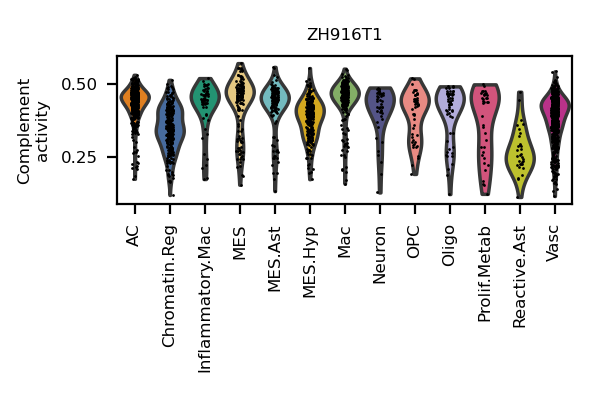 ZH916T1
Complement
activity
0.50
0.25
AC
Chromatin.Reg
Inflammatory.Mac
MES
MES.Ast
MES.Hyp
Mac
Neuron
OPC
Oligo
Prolif.Metab
Reactive.Ast
Vasc